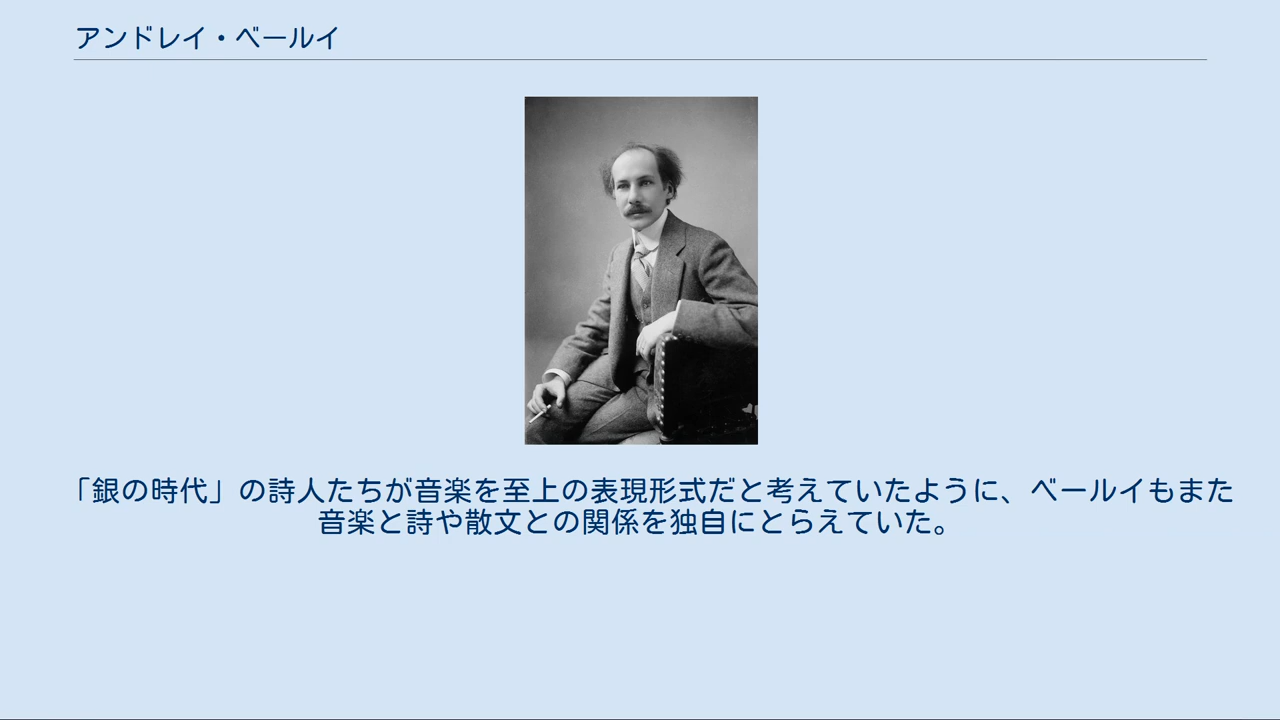 アンドレイ・ベールイ
「銀の時代」の詩人たちが音楽を至上の表現形式だと考えていたように、ベールイもまた
音楽と詩や散文との関係を独自にとらえていた。